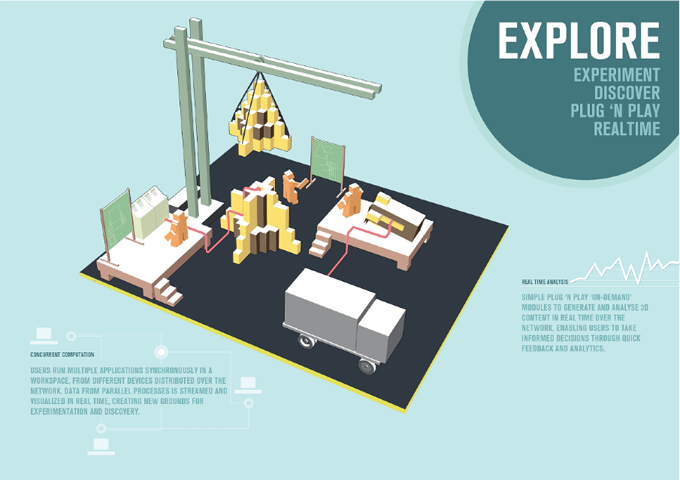 EXPLORE
EXPERIMENT
DISCOVER
PLUG 'N PLAY
REALTIME
REAL TIME ANALYSIS
SIMPLE PLUG 'N PLAY 'ON-DEMAND'
MODULES TO GENERATE AND ANALYSE 3D
CONTENT IN REAL TIME OVER THE
NETWORK, ENABLING USERS TO TAKE
INFORMED DECISIONS THROUGH QUICK
FEEDBACK AND ANALYTICS.
CONCURRENT COMPUTATION
USERS RUN MULTIPLE APPLICATIONS SYNCHRONOUSLY IN A
WORKSPACE, FROM DIFFERENT DEVICES DISTRIBUTED OVER THE
NETWORK. DATA FROM PARALLEL PROCESSES IS STREAMED AND
VISUALIZED IN REAL TIME, CREATING NEW GROUNDS FOR
EXPERIMENTATION AND DISCOVERY.